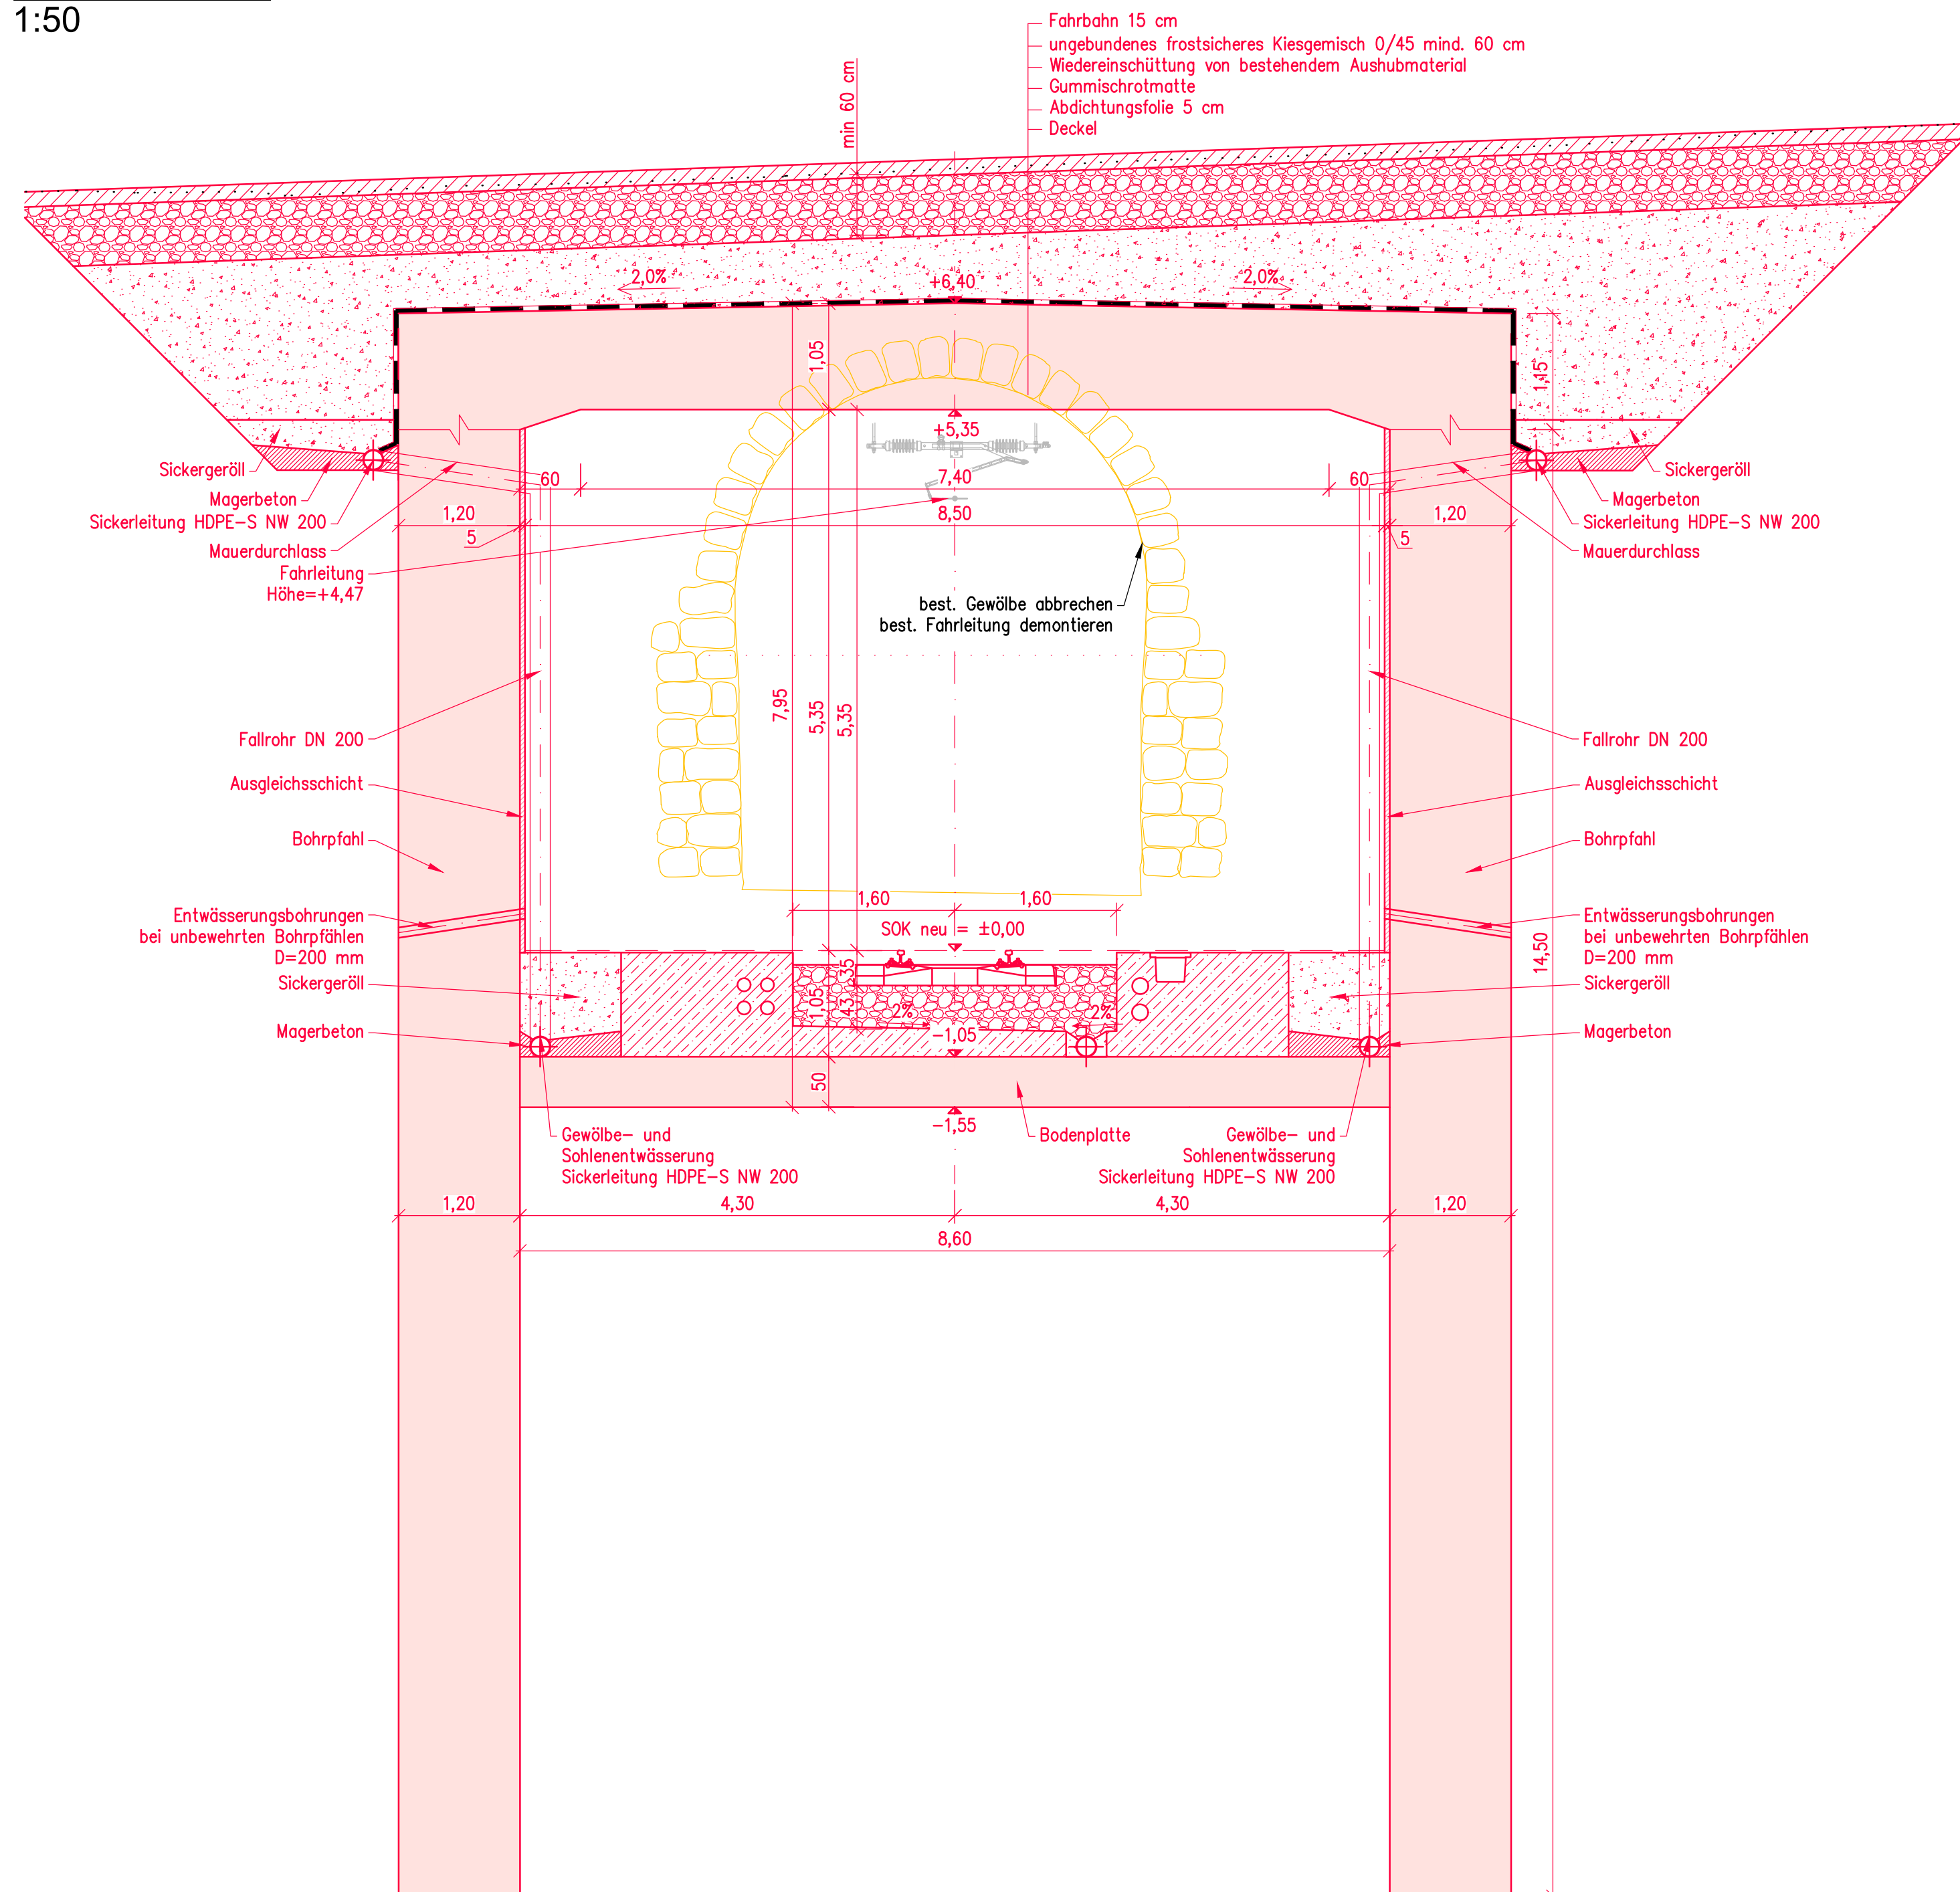 1:50
Fahrbahn 15 cm
ungebundenes frostsicheres Kiesgemisch 0/45 mind. 60 cm
Wiedereinschüttung von bestehendem Aushubmaterial
Gummischrotmatte
Abdichtungsfolie 5 cm
Deckel
min 60 cm
2,0%
+6,40
2,0%
1,05
1,15
+5,35
Sickergeröll
Magerbeton
Sickerleitung HDPE-S NW 200
Mauerdurchlass
Fahrleitung
Höhe=+4,47
60
7,40
60
1,20
8,50
1,20
5
5
Sickergeröll
Magerbeton
Sickerleitung HDPE-S NW 200
Mauerdurchlass
best. Gewölbe abbrechen
best. Fahrleitung demontieren
7,95
5,35
5,35
Fallrohr DN 200
Ausgleichsschicht
Bohrpfahl
Entwässerungsbohrungen
bei unbewehrten Bohrpfählen
D=200 mm
Sickergeröll
Magerbeton
Fallrohr DN 200
Ausgleichsschicht
Bohrpfahl
Entwässerungsbohrungen
bei unbewehrten Bohrpfählen
D=200 mm
Sickergeröll
Magerbeton
14,50
1,60
1,60
SOK neu = ±0,00
1,05
43
35
2%
2%
-1,05
50
-1,55
Gewölbe- und
Sohlenentwässerung
Sickerleitung HDPE-S NW 200
Bodenplatte
Gewölbe- und
Sohlenentwässerung
Sickerleitung HDPE-S NW 200
1,20
4,30
4,30
1,20
8,60